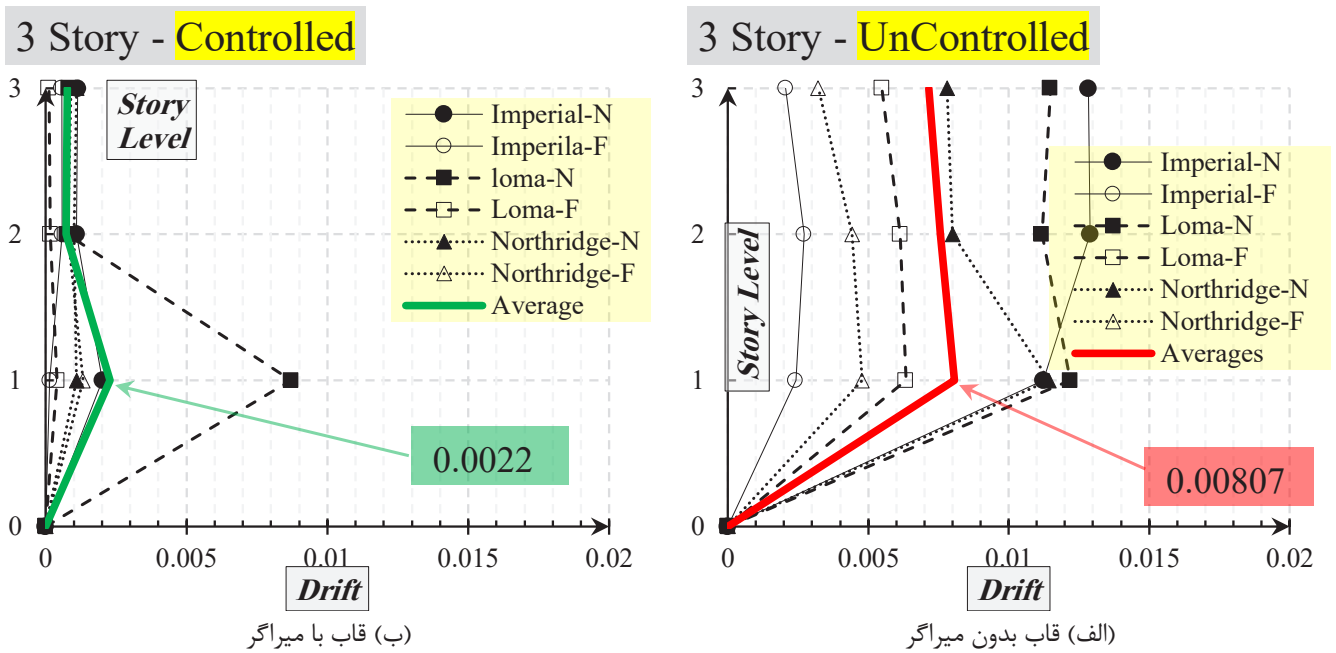 3 Story - Controlled
Story
Level
Imperial-N
Imperila-F
loma-N
Loma-F
Northridge-N
Northridge-F
Average
0.0022
3
2
1
0
0 0.005 0.01 0.015 0.02
Drift
(ب) قاب با میراگر
3 Story - UnControlled
Story Level
Imperial-N
Imperial-F
Loma-N
Loma-F
Northridge-N
Northridge-F
Averages
0.00807
3
2
1
0
0 0.005 0.01 0.015 0.02
Drift
(الف) قاب بدون میراگر